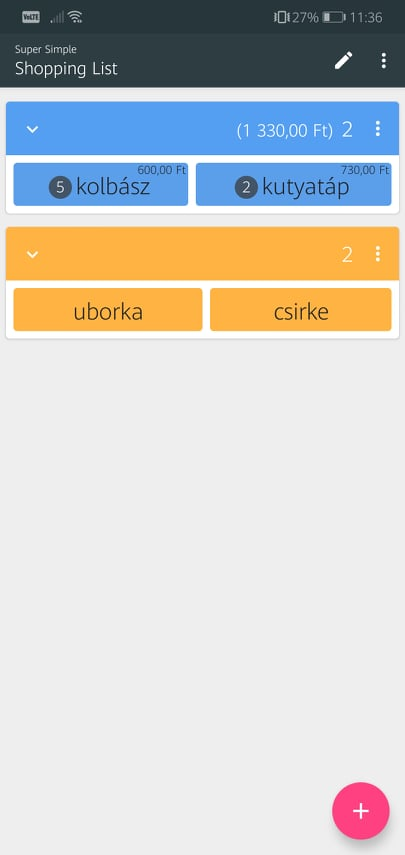 VoLTE 27% 11:36
Super Simple
Shopping List
(1 330,00 Ft) 2
600,00 Ft 730,00 Ft
5 kolbász 2 kutyatáp
2
uborka csirke
+